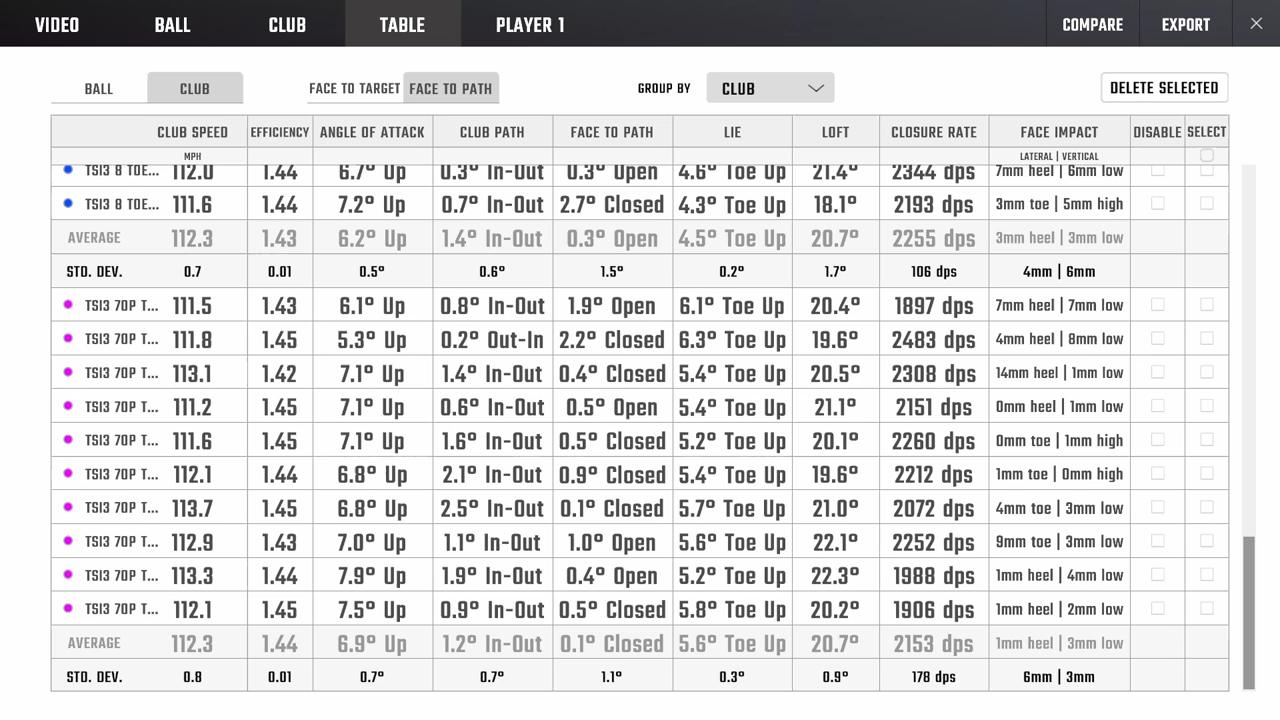 VIDEO BALL CLUB TABLE PLAYER 1 COMPARE EXPORT
BALL CLUB FACE TO TARGET FACE TO PATH GROUP BY CLUB DELETE SELECTED
CLUB SPEED EFFICIENCY ANGLE OF ATTACK CLUB PATH FACE TO PATH LIE LOFT CLOSURE RATE FACE IMPACT DISABLE SELECT
MPH LATERAL | VERTICAL
TSI3 8 TOE... 112.0 1.44 6.7° Up 0.3° In-Out 0.3° Open 4.6° Toe Up 21.4° 2344 dps 7mm heel | 6mm low
TSI3 8 TOE... 111.6 1.44 7.2° Up 0.7° In-Out 2.7° Closed 4.3° Toe Up 18.1° 2193 dps 3mm toe | 5mm high
AVERAGE 112.3 1.43 6.2° Up 1.4° In-Out 0.3° Open 4.5° Toe Up 20.7° 2255 dps 3mm heel | 3mm low
STD. DEV. 0.7 0.01 0.5° 0.6° 1.5° 0.2° 1.7° 106 dps 4mm | 6mm
TSI3 70P T... 111.5 1.43 6.1° Up 0.8° In-Out 1.9° Open 6.1° Toe Up 20.4° 1897 dps 7mm heel | 7mm low
TSI3 70P T... 111.8 1.45 5.3° Up 0.2° Out-In 2.2° Closed 6.3° Toe Up 19.6° 2483 dps 4mm heel | 8mm low
TSI3 70P T... 113.1 1.42 7.1° Up 1.4° In-Out 0.4° Closed 5.4° Toe Up 20.5° 2308 dps 14mm heel | 1mm low
TSI3 70P T... 111.2 1.45 7.1° Up 0.6° In-Out 0.5° Open 5.4° Toe Up 21.1° 2151 dps 0mm heel | 1mm low
TSI3 70P T... 111.6 1.45 7.1° Up 1.6° In-Out 0.5° Closed 5.2° Toe Up 20.1° 2260 dps 0mm toe | 1mm high
TSI3 70P T... 112.1 1.44 6.8° Up 2.1° In-Out 0.9° Closed 5.4° Toe Up 19.6° 2212 dps 1mm toe | 0mm high
TSI3 70P T... 113.7 1.45 6.8° Up 2.5° In-Out 0.1° Closed 5.7° Toe Up 21.0° 2072 dps 4mm toe | 3mm low
TSI3 70P T... 112.9 1.43 7.0° Up 1.1° In-Out 1.0° Open 5.6° Toe Up 22.1° 2252 dps 9mm toe | 3mm low
TSI3 70P T... 113.3 1.44 7.9° Up 1.9° In-Out 0.4° Open 5.2° Toe Up 22.3° 1988 dps 1mm heel | 4mm low
TSI3 70P T... 112.1 1.45 7.5° Up 0.9° In-Out 0.5° Closed 5.8° Toe Up 20.2° 1906 dps 1mm heel | 2mm low
AVERAGE 112.3 1.44 6.9° Up 1.2° In-Out 0.1° Closed 5.6° Toe Up 20.7° 2153 dps 1mm heel | 3mm low
STD. DEV. 0.8 0.01 0.7° 0.7° 1.1° 0.3° 0.9° 178 dps 6mm | 3mm